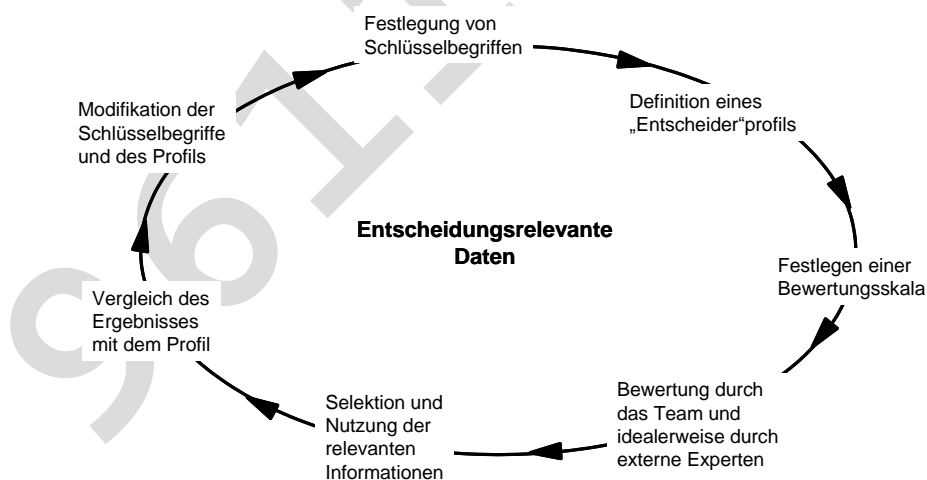 Festlegung von
Schlüsselbegriffen
Definition eines
„Entscheider“profils
Festlegen einer
Bewertungsskala
Bewertung durch
das Team und
idealerweise durch
externe Experten
Selektion und
Nutzung der
relevanten
Informationen
Vergleich des
Ergebnisses
mit dem Profil
Modifikation der
Schlüsselbegriffe
und des Profils
Entscheidungsrelevante
Daten